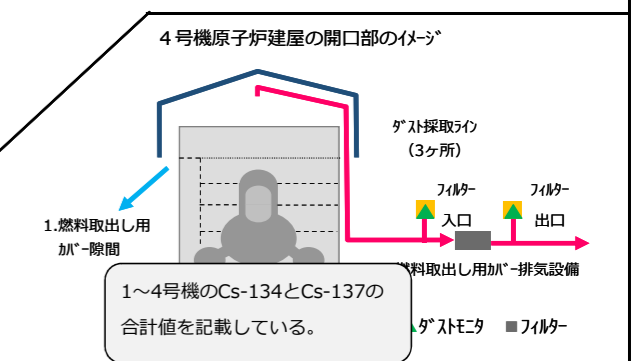 ４号機原子炉建屋の開口部のｲﾒｰｼﾞ
ﾀﾞｽﾄ採取ﾗｲﾝ
（3ヶ所）
ﾌｨﾙﾀｰ
ﾌｨﾙﾀｰ
入口
出口
1.燃料取出し用
ｶﾊﾞｰ隙間
料取出し用ｶﾊﾞｰ排気設備
1～4号機のCs-134とCs-137の
合計値を記載している。
ﾀﾞｽﾄﾓﾆﾀ ■ﾌｨﾙﾀｰ